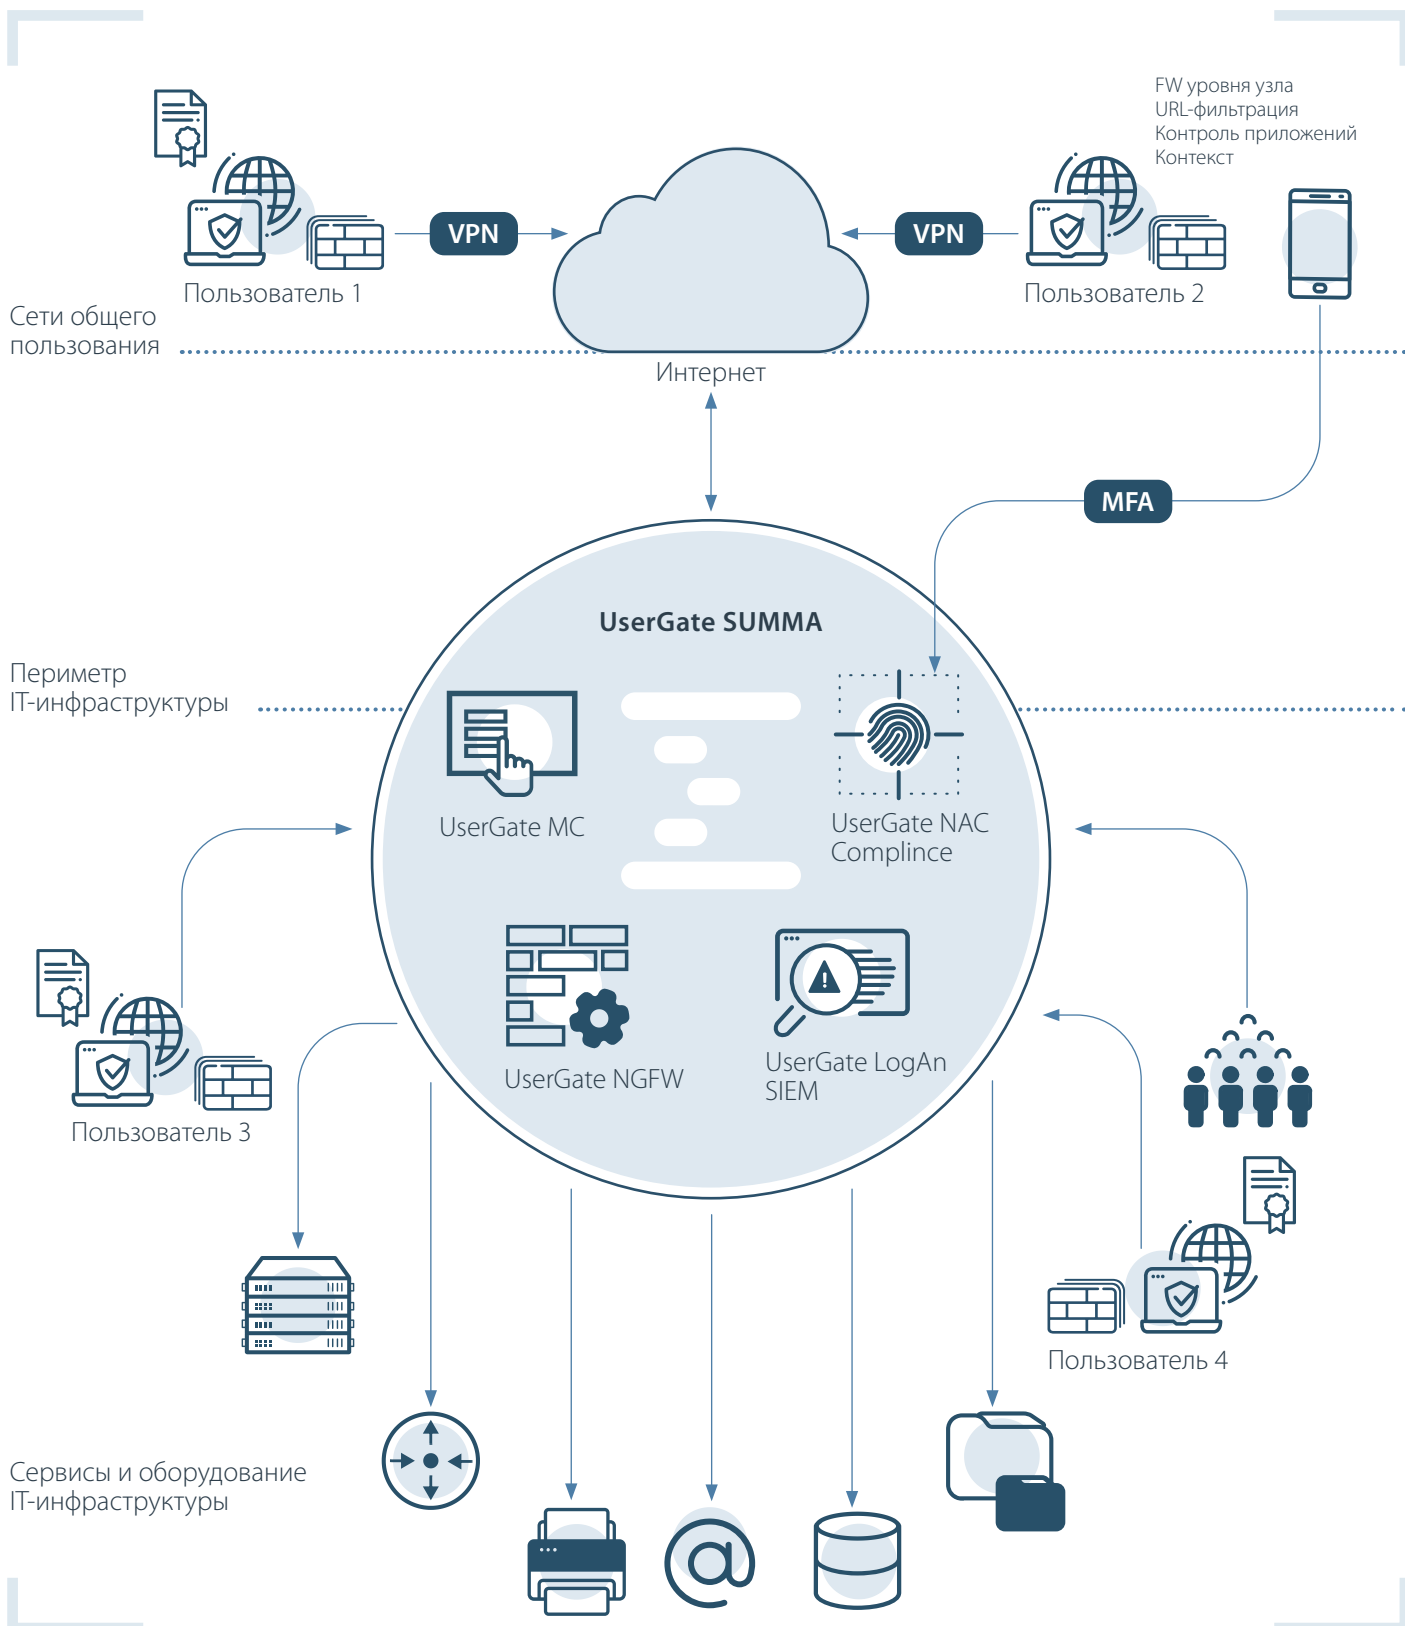 FW уровня узла
URL-фильтрация
Контроль приложений
Контекст
VPN
VPN
Пользователь 1
Пользователь 2
Сети общего
пользования
Интернет
MFA
UserGate SUMMA
Периметр
IT-инфраструктуры
UserGate MC
UserGate NAC
Complince
UserGate NGFW
UserGate LogAn
SIEM
Пользователь 3
Пользователь 4
Сервисы и оборудование
IT-инфраструктуры